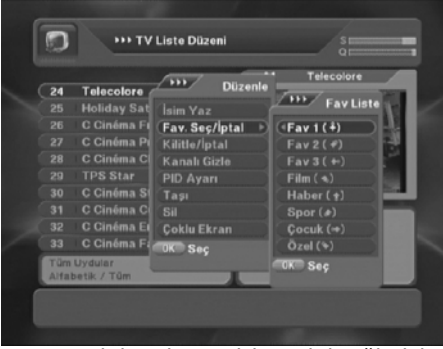 TV Liste Düzeni
S
Q
24 Telecolore
25 Holiday Sat
26 C Cinéma
27 C Cinéma
28 C Cinéma
29 TPS Star
30 C Cinéma
31 C Cinéma
32 C Cinéma
33 C Cinéma
Tüm Uydular
Alfabetik / Tüm
Düzenle
İsim Yaz
Fav. Seç/İptal
Kilitle/İptal
Kanalı Gizle
PID Ayarı
Taşı
Sil
Çoklu Ekran
OK Seç
Telecolore
Fav Liste
Fav 1
Fav 2
Fav 3
Film
Haber
Spor
Çocuk
Özel
OK Seç